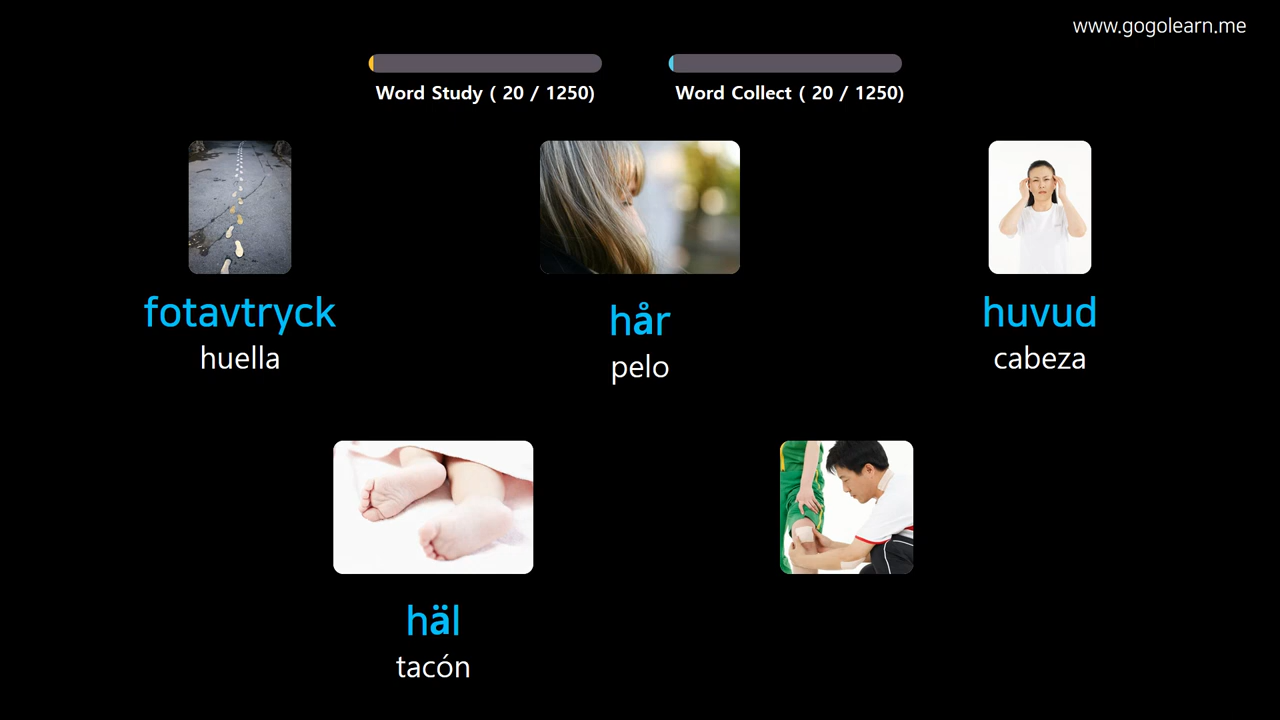 www.gogolearn.me
Word Study ( 20 / 1250)
Word Collect ( 20 / 1250)
fotavtryck
huella
hår
pelo
huvud
cabeza
häl
tacón